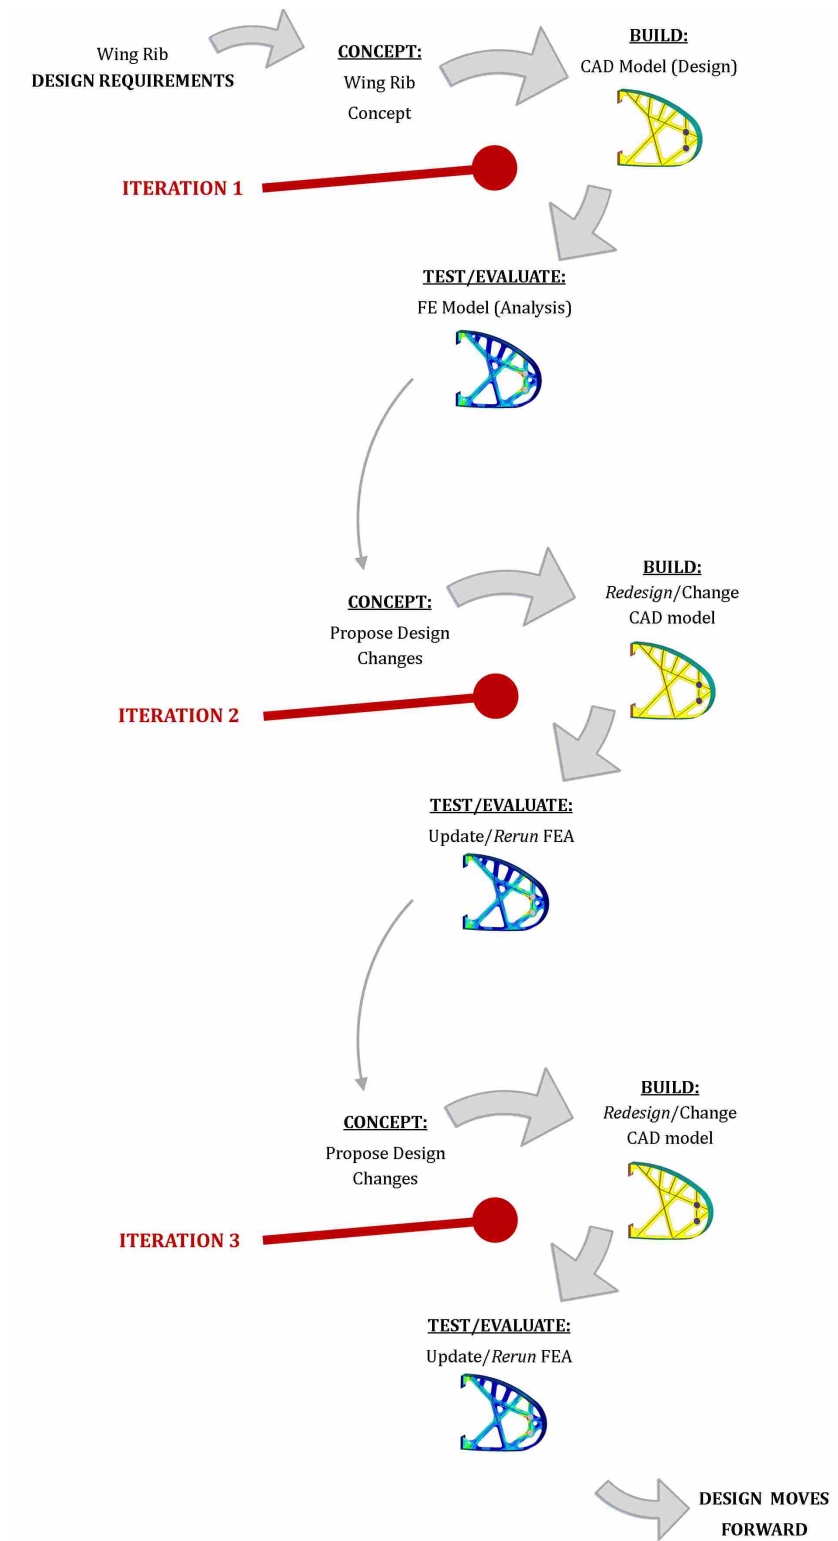 Wing Rib
DESIGN REQUIREMENTS
CONCEPT:
Wing Rib
Concept
BUILD:
CAD Model (Design)
ITERATION 1
TEST/EVALUATE:
FE Model (Analysis)
CONCEPT:
Propose Design
Changes
BUILD:
Redesign/Change
CAD model
ITERATION 2
TEST/EVALUATE:
Update/Rerun FEA
CONCEPT:
Propose Design
Changes
BUILD:
Redesign/Change
CAD model
ITERATION 3
TEST/EVALUATE:
Update/Rerun FEA
DESIGN MOVES
FORWARD